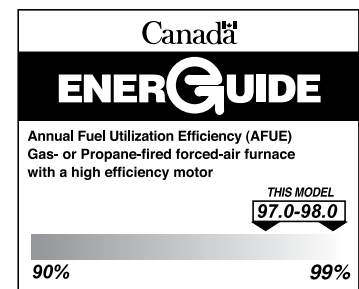 Canada
ENERGUIDE
Annual Fuel Utilization Efficiency (AFUE)
Gas- or Propane-fired forced-air furnace
with a high efficiency motor
THIS MODEL
97.0-98.0
90% 99%